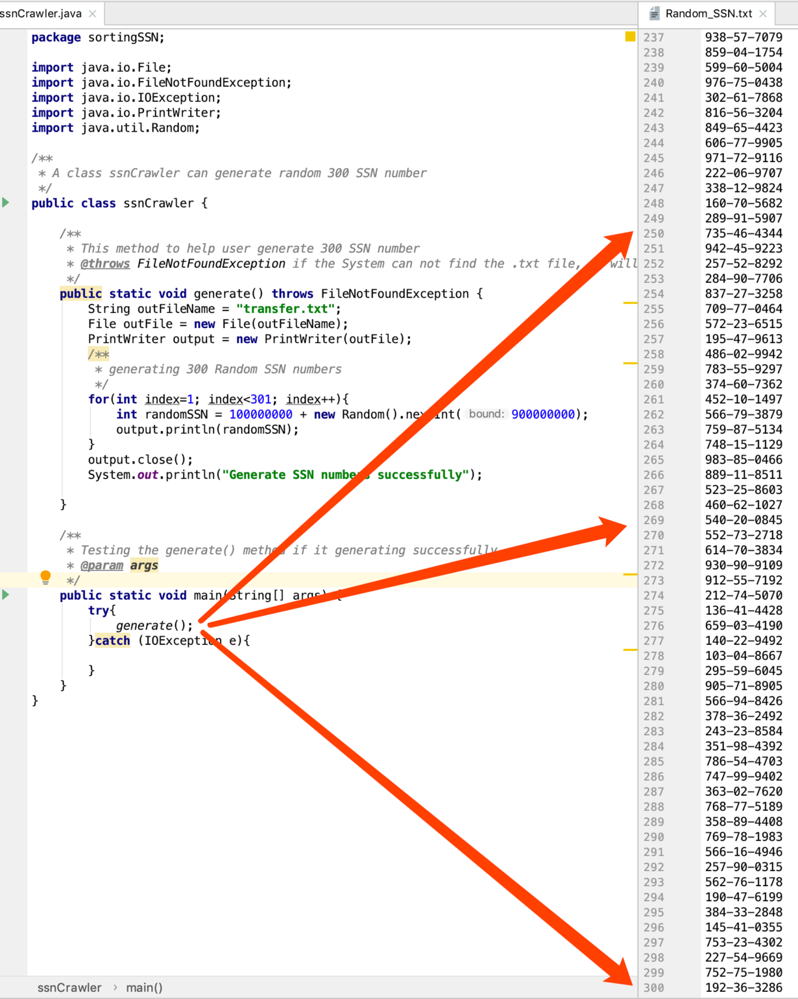 ssnCrawler.java
package sortingSSN;
import java.io.File;
import java.io.FileNotFoundException;
import java.io.IOException;
import java.io.PrintWriter;
import java.util.Random;
/**
* A class ssnCrawler can generate random 300 SSN number
*/
public class ssnCrawler {
/**
* This method to help user generate 300 SSN number
* @throws FileNotFoundException if the System can not find the .txt file, will
*/
public static void generate() throws FileNotFoundException {
String outFileName = "transfer.txt";
File outFile = new File(outFileName);
PrintWriter output = new PrintWriter(outFile);
/**
* generating 300 Random SSN numbers
*/
for(int index=1; index<301; index++){
int randomSSN = 100000000 + new Random().nextInt( bound: 900000000);
output.println(randomSSN);
}
output.close();
System.out.println("Generate SSN numbers successfully");
}
/**
* Testing the generate() method if it generating successfully
* @param args
*/
public static void main(String[] args) {
try{
generate();
}catch (IOException e){
}
}
}
ssnCrawler › main()
Random_SSN.txt
237 938-57-7079
238 859-04-1754
239 599-60-5004
240 976-75-0438
241 302-61-7868
242 816-56-3204
243 849-65-4423
244 606-77-9905
245 971-72-9116
246 222-06-9707
247 338-12-9824
248 160-70-5682
249 289-91-5907
250 735-46-4344
251 942-45-9223
252 257-52-8292
253 284-90-7706
254 837-27-3258
255 709-77-0464
256 572-23-6515
257 195-47-9613
258 486-02-9942
259 783-55-9297
260 374-60-7362
261 452-10-1497
262 566-79-3879
263 759-87-5134
264 748-15-1129
265 983-85-0466
266 889-11-8511
267 523-25-8603
268 460-62-1027
269 540-20-0845
270 552-73-2718
271 614-70-3834
272 930-90-9109
273 912-55-7192
274 212-74-5070
275 136-41-4428
276 659-03-4190
277 140-22-9492
278 103-04-8667
279 295-59-6045
280 905-71-8905
281 566-94-8426
282 378-36-2492
283 243-23-8584
284 351-98-4392
285 786-54-4703
286 747-99-9402
287 363-02-7620
288 768-77-5189
289 358-89-4408
290 769-78-1983
291 566-16-4946
292 257-90-0315
293 562-76-1178
294 190-47-6199
295 384-33-2848
296 145-41-0355
297 753-23-4302
298 227-54-9669
299 752-75-1980
300 192-36-3286